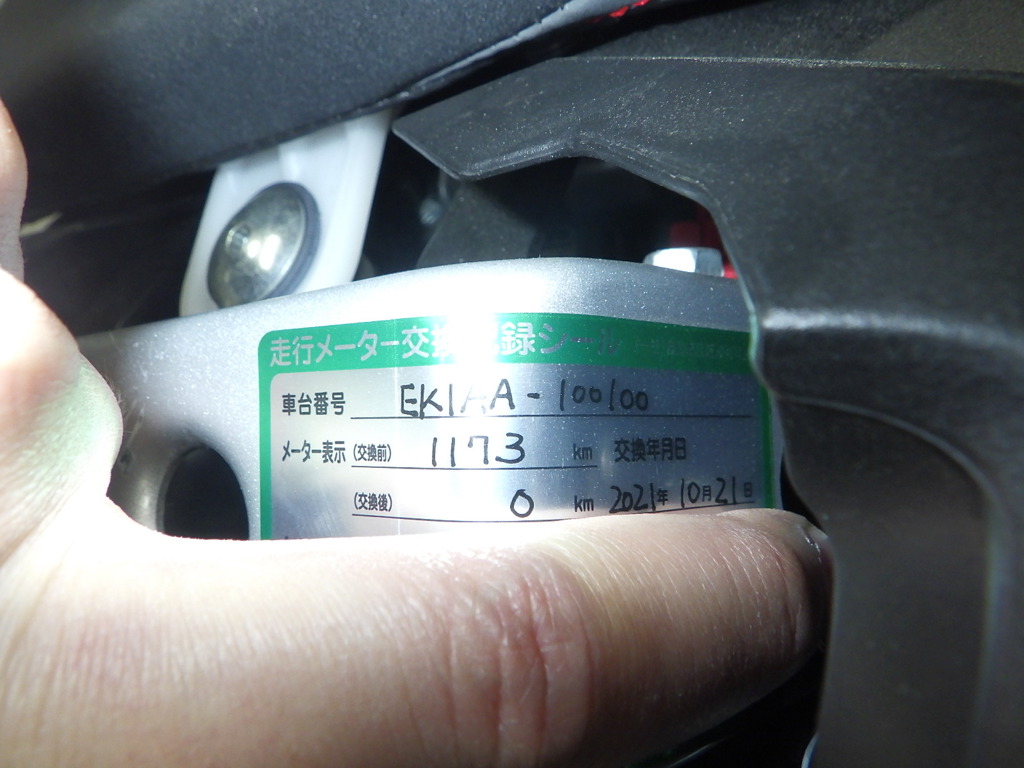 走行メーター交換 録シール
車台番号 EK1AA-100100
メーター表示 (交換前) 1173 km 交換年月日
(交換後) 0 km 2021年 10月21日